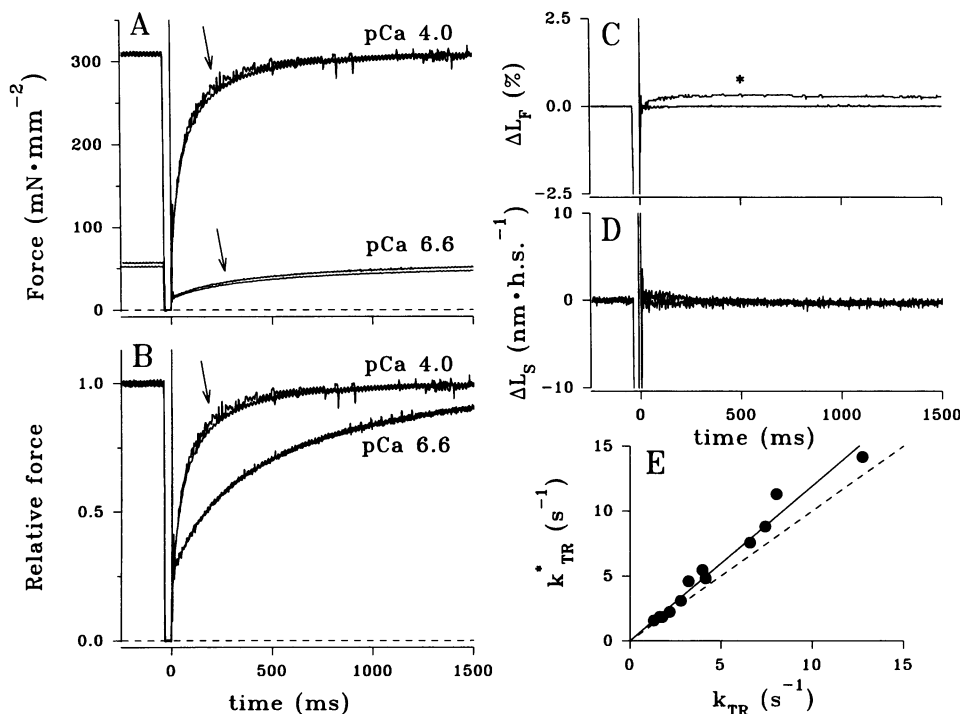 A
pCa 4.0
pCa 6.6
Force (mN·mm⁻²)
300
200
100
0
0
500
1000
1500
B
pCa 4.0
pCa 6.6
Relative force
1.0
0.5
0.0
0
500
1000
1500
time (ms)
C
*
ΔL_F (%)
2.5
0.0
-2.5
D
ΔL_S (nm·h.s.⁻¹)
10
0
-10
0
500
1000
1500
time (ms)
E
k*_TR (s⁻¹)
15
10
5
0
0
5
10
15
k_TR (s⁻¹)